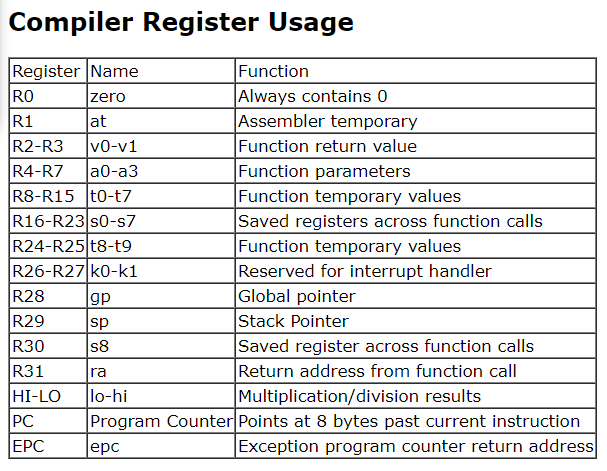 Compiler Register Usage
Register Name Function
R0 zero Always contains 0
R1 at Assembler temporary
R2-R3 v0-v1 Function return value
R4-R7 a0-a3 Function parameters
R8-R15 t0-t7 Function temporary values
R16-R23 s0-s7 Saved registers across function calls
R24-R25 t8-t9 Function temporary values
R26-R27 k0-k1 Reserved for interrupt handler
R28 gp Global pointer
R29 sp Stack Pointer
R30 s8 Saved register across function calls
R31 ra Return address from function call
HI-LO lo-hi Multiplication/division results
PC Program Counter Points at 8 bytes past current instruction
EPC epc Exception program counter return address